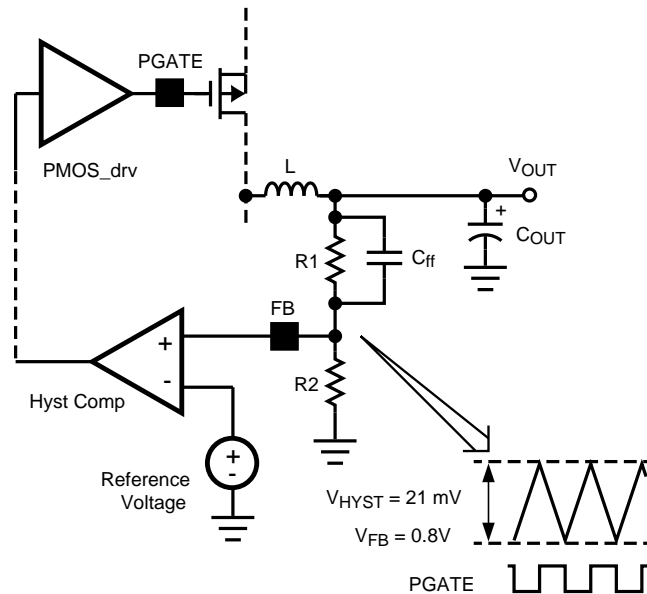 PGATE
PMOS_drv
L
VOUT
+
COUT
R1
Cff
FB
+
-
R2
Hyst Comp
+
-
Reference
Voltage
VHYST = 21 mV
VFB = 0.8V
PGATE